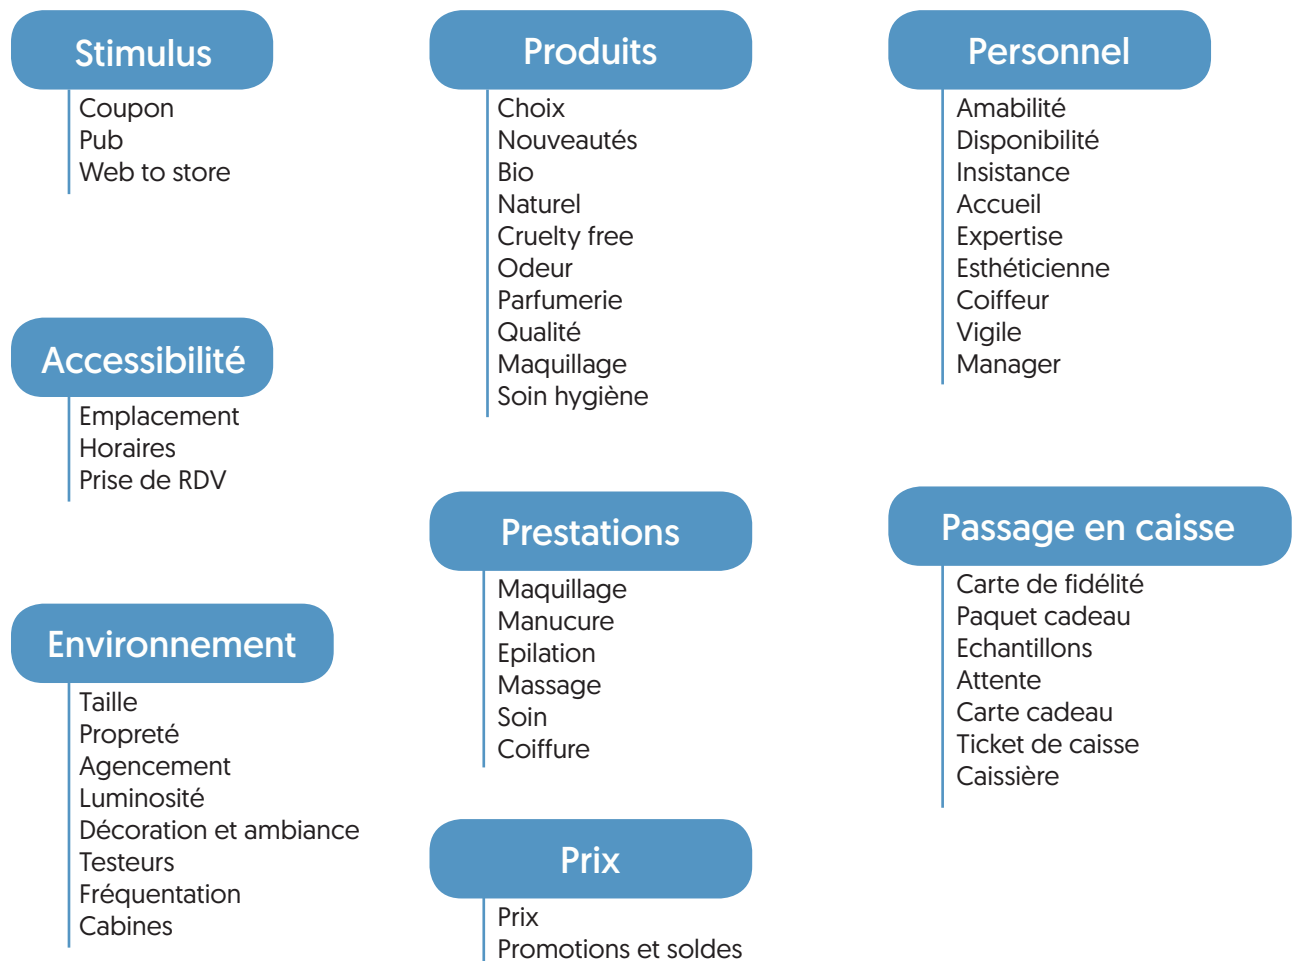 Stimulus
Coupon
Pub
Web to store
Accessibilité
Emplacement
Horaires
Prise de RDV
Environnement
Taille
Propreté
Agencement
Luminosité
Décoration et ambiance
Testeurs
Fréquentation
Cabines
Produits
Choix
Nouveautés
Bio
Naturel
Cruelty free
Odeur
Parfumerie
Qualité
Maquillage
Soin hygiène
Prestations
Maquillage
Manucure
Epilation
Massage
Soin
Coiffure
Prix
Prix
Promotions et soldes
Personnel
Amabilité
Disponibilité
Insistance
Accueil
Expertise
Esthéticienne
Coiffeur
Vigile
Manager
Passage en caisse
Carte de fidélité
Paquet cadeau
Echantillons
Attente
Carte cadeau
Ticket de caisse
Caissière